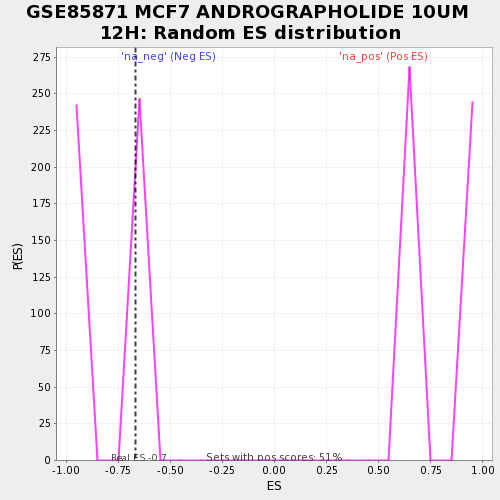 GSE85871 MCF7 ANDROGRAPHOLIDE 10UM
12H: Random ES distribution
'na_neg' (Neg ES)
'na_pos' (Pos ES)
275
250
225
200
175
150
125
100
75
50
25
0
P(ES)
Real ES -0.7
Sets with pos scores: 51%
-1.00
-0.75
-0.50
-0.25
0.00
0.25
0.50
0.75
1.00
ES